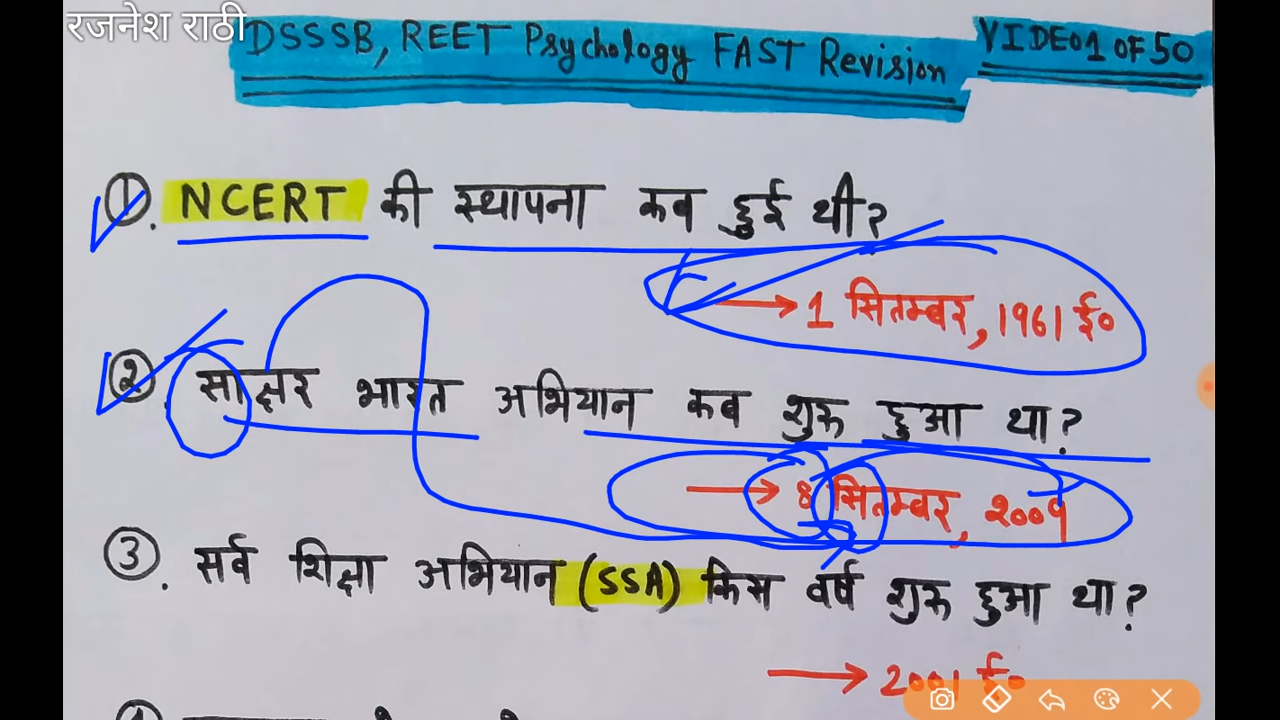 रजनेश राठी
DSSSB, REET Psychology FAST Revision
VIDEO 1 OF 50
①. NCERT की स्थापना कब हुई थी?
→ 1 सितम्बर, 1961 ई०
②. साक्षर भारत अभियान कब शुरू हुआ था?
→ 8 सितम्बर, 2009
③. सर्व शिक्षा अभियान (SSA) किस वर्ष शुरू हुआ था?
→ 2001 ई०